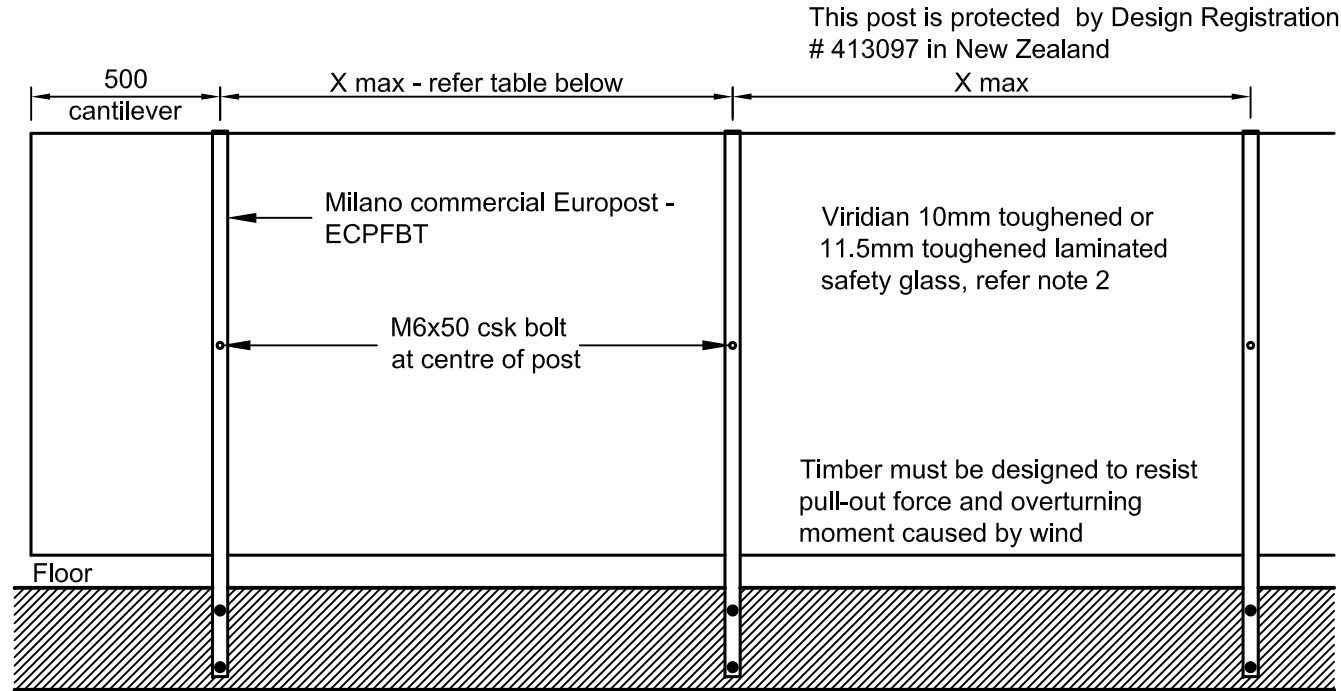 This post is protected by Design Registration
# 413097 in New Zealand
500
cantilever
X max - refer table below
X max
Milano commercial Europost -
ECPFBT
Viridian 10mm toughened or
11.5mm toughened laminated
safety glass, refer note 2
M6x50 csk bolt
at centre of post
Timber must be designed to resist
pull-out force and overturning
moment caused by wind
Floor